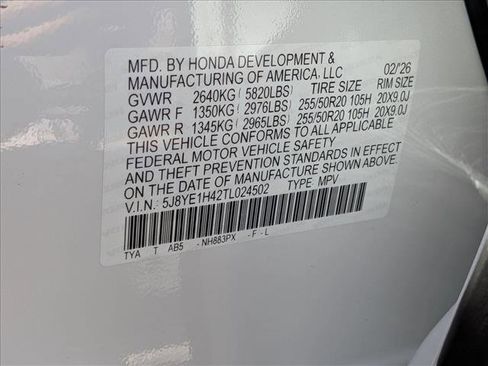 MFD. BY HONDA DEVELOPMENT &
MANUFACTURING OF AMERICA, LLC 02/26
GVWR 2640KG (5820LBS) TIRE SIZE RIM SIZE
GAWR F 1350KG (2976LBS) 255/50R20 105H 20X9.0J
GAWR R 1345KG (2965LBS) 255/50R20 105H 20X9.0J
THIS VEHICLE CONFORMS TO ALL APPLICABLE
FEDERAL MOTOR VEHICLE SAFETY
AND THEFT PREVENTION STANDARDS IN EFFECT
ON THE DATE OF MANUFACTURE SHOWN ABOVE.
V.I.N.: 5J8YE1H42TL024502 TYPE MPV
TYA T AB5 - NH883PX - F - L